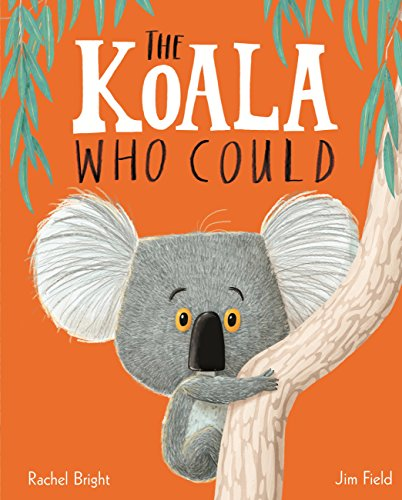 THE
KOALA
WHO COULD
Rachel Bright
Jim Field